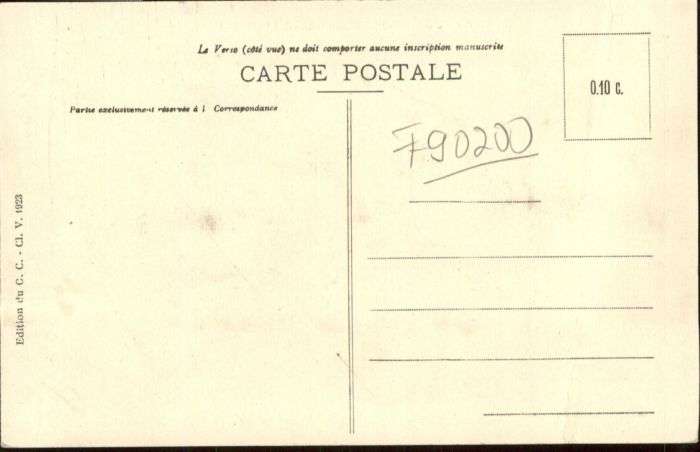 Le Verso (côté vue) ne doit comporter aucune inscription manuscrite
CARTE POSTALE
Partie exclusivement réservée à l Correspondance
0.10 c.
790200
Edition du C. C. - Cl. V. 1923